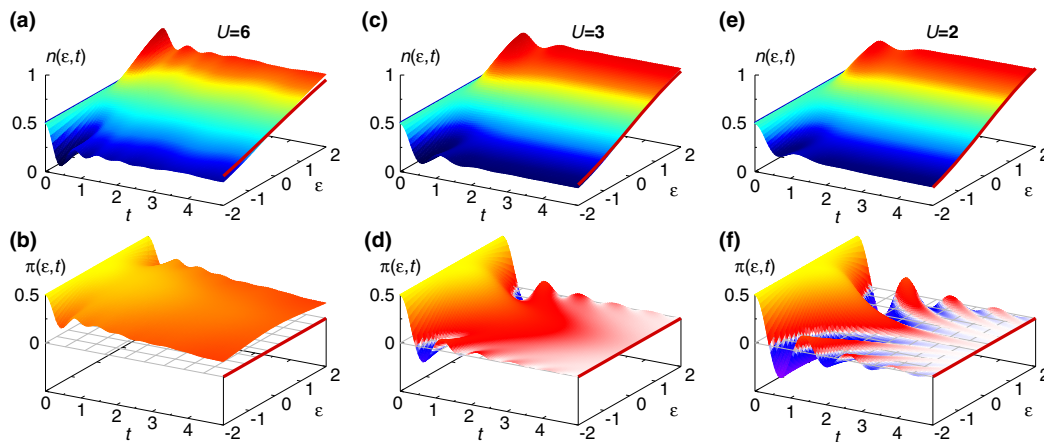 (a) U=6 (c) U=3 (e) U=2
n(ε,t) n(ε,t) n(ε,t)
1 1 1
0.5 0.5 0.5
0 0 0
0 1 2 3 4 0 1 2 3 4 0 1 2 3 4
t t t
-2 -1 0 1 2 -2 -1 0 1 2 -2 -1 0 1 2
ε ε ε
(b) (d) (f)
π(ε,t) π(ε,t) π(ε,t)
0.5 0.5 0.5
0 0 0
0 1 2 3 4 0 1 2 3 4 0 1 2 3 4
t t t
-2 -1 0 1 2 -2 -1 0 1 2 -2 -1 0 1 2
ε ε ε